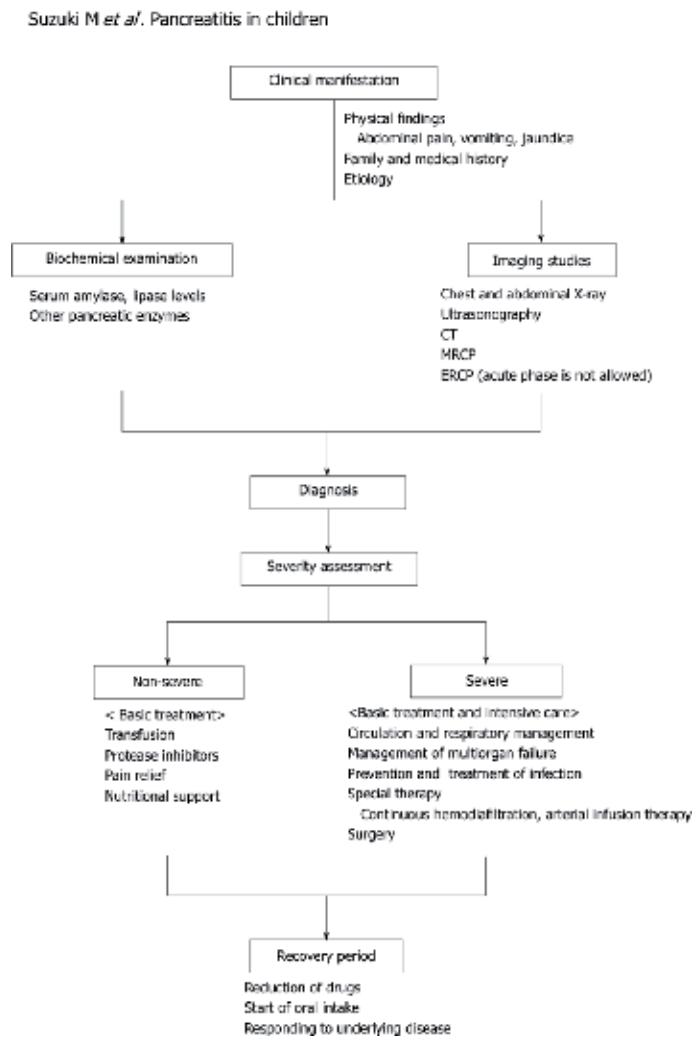 Suzuki M et al. Pancreatitis in children
Clinical manifestation
Physical findings
Abdominal pain, vomiting, jaundice
Family and medical history
Etiology
Biochemical examination
Serum amylase, lipase levels
Other pancreatic enzymes
Imaging studies
Chest and abdominal X-ray
Ultrasonography
CT
MRCP
ERCP (acute phase is not allowed)
Diagnosis
Severity assessment
Non-severe
< Basic treatment>
Transfusion
Protease inhibitors
Pain relief
Nutritional support
Severe
<Basic treatment and intensive care>
Circulation and respiratory management
Management of multiorgan failure
Prevention and treatment of infection
Special therapy
Continuous hemodiafiltration, arterial infusion therapy
Surgery
Recovery period
Reduction of drugs
Start of oral intake
Responding to underlying disease